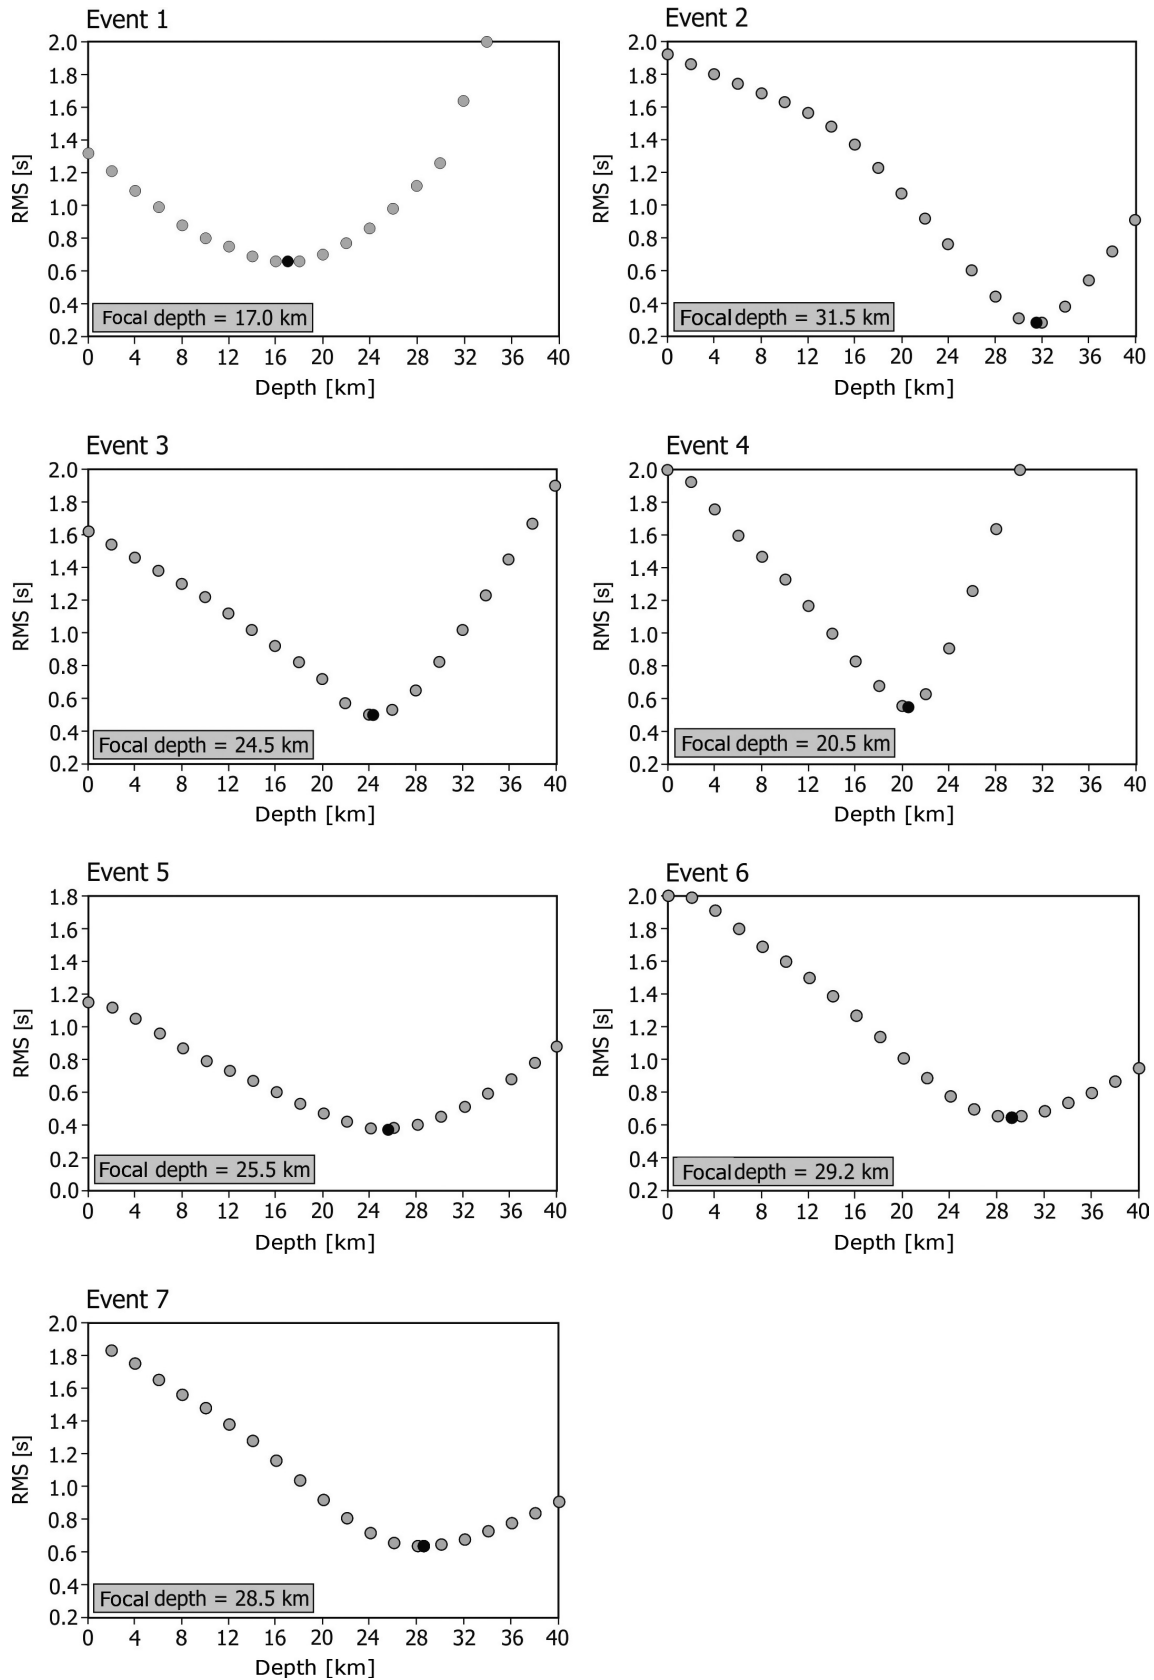 Event 1
2.0
1.8
1.6
1.4
1.2
1.0
0.8
0.6
0.4
0.2
RMS [s]
Focal depth = 17.0 km
0 4 8 12 16 20 24 28 32 36 40
Depth [km]
Event 2
2.0
1.8
1.6
1.4
1.2
1.0
0.8
0.6
0.4
0.2
RMS [s]
Focal depth = 31.5 km
0 4 8 12 16 20 24 28 32 36 40
Depth [km]
Event 3
2.0
1.8
1.6
1.4
1.2
1.0
0.8
0.6
0.4
0.2
RMS [s]
Focal depth = 24.5 km
0 4 8 12 16 20 24 28 32 36 40
Depth [km]
Event 4
2.0
1.8
1.6
1.4
1.2
1.0
0.8
0.6
0.4
0.2
RMS [s]
Focal depth = 20.5 km
0 4 8 12 16 20 24 28 32 36 40
Depth [km]
Event 5
1.8
1.6
1.4
1.2
1.0
0.8
0.6
0.4
0.2
0.0
RMS [s]
Focal depth = 25.5 km
0 4 8 12 16 20 24 28 32 36 40
Depth [km]
Event 6
2.0
1.8
1.6
1.4
1.2
1.0
0.8
0.6
0.4
0.2
RMS [s]
Focal depth = 29.2 km
0 4 8 12 16 20 24 28 32 36 40
Depth [km]
Event 7
2.0
1.8
1.6
1.4
1.2
1.0
0.8
0.6
0.4
0.2
RMS [s]
Focal depth = 28.5 km
0 4 8 12 16 20 24 28 32 36 40
Depth [km]